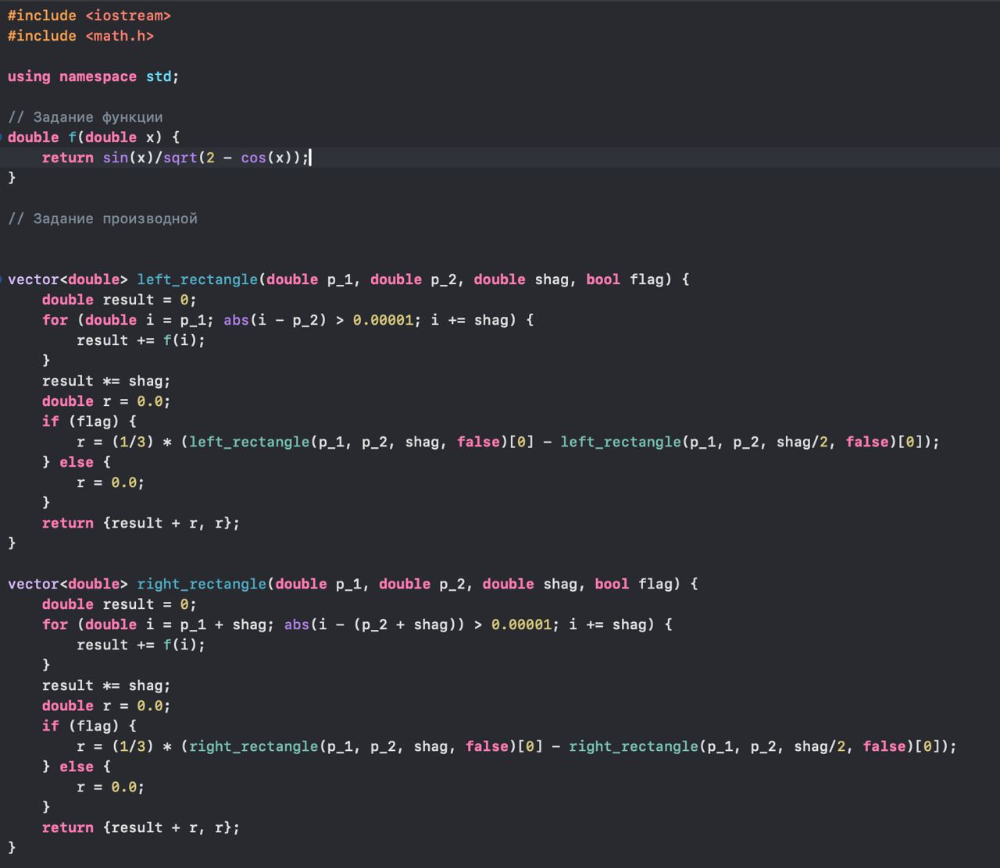 #include <iostream>
#include <math.h>
using namespace std;
// Задание функции
double f(double x) {
    return sin(x)/sqrt(2 - cos(x));
}
// Задание производной
vector<double> left_rectangle(double p_1, double p_2, double shag, bool flag) {
    double result = 0;
    for (double i = p_1; abs(i - p_2) > 0.00001; i += shag) {
        result += f(i);
    }
    result *= shag;
    double r = 0.0;
    if (flag) {
        r = (1/3) * (left_rectangle(p_1, p_2, shag, false)[0] - left_rectangle(p_1, p_2, shag/2, false)[0]);
    } else {
        r = 0.0;
    }
    return {result + r, r};
}
vector<double> right_rectangle(double p_1, double p_2, double shag, bool flag) {
    double result = 0;
    for (double i = p_1 + shag; abs(i - (p_2 + shag)) > 0.00001; i += shag) {
        result += f(i);
    }
    result *= shag;
    double r = 0.0;
    if (flag) {
        r = (1/3) * (right_rectangle(p_1, p_2, shag, false)[0] - right_rectangle(p_1, p_2, shag/2, false)[0]);
    } else {
        r = 0.0;
    }
    return {result + r, r};
}